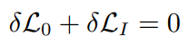 δℒ₀ + δℒ_I = 0